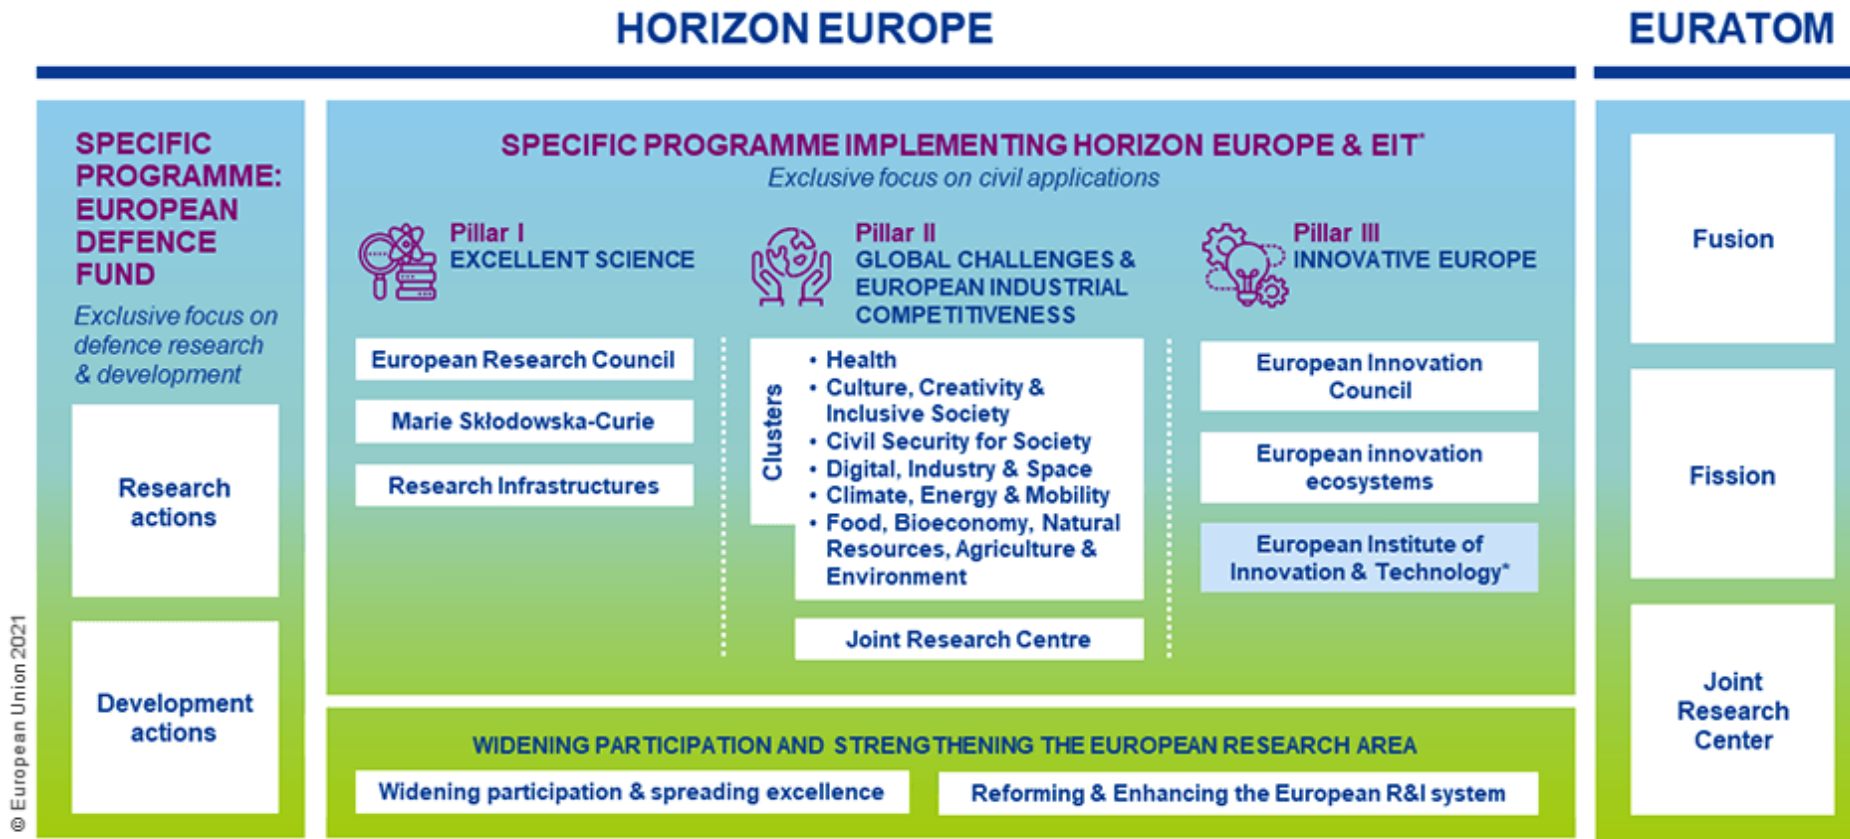 HORIZON EUROPE
EURATOM
SPECIFIC
PROGRAMME:
EUROPEAN
DEFENCE
FUND
Exclusive focus on
defence research
& development
Research
actions
Development
actions
SPECIFIC PROGRAMME IMPLEMENTING HORIZON EUROPE & EIT*
Exclusive focus on civil applications
Pillar I
EXCELLENT SCIENCE
European Research Council
Marie Skłodowska-Curie
Research Infrastructures
Pillar II
GLOBAL CHALLENGES &
EUROPEAN INDUSTRIAL
COMPETITIVENESS
Clusters
• Health
• Culture, Creativity &
Inclusive Society
• Civil Security for Society
• Digital, Industry & Space
• Climate, Energy & Mobility
• Food, Bioeconomy, Natural
Resources, Agriculture &
Environment
Joint Research Centre
Pillar III
INNOVATIVE EUROPE
European Innovation
Council
European innovation
ecosystems
European Institute of
Innovation & Technology*
WIDENING PARTICIPATION AND STRENGTHENING THE EUROPEAN RESEARCH AREA
Widening participation & spreading excellence
Reforming & Enhancing the European R&I system
Fusion
Fission
Joint
Research
Center
© European Union 2021